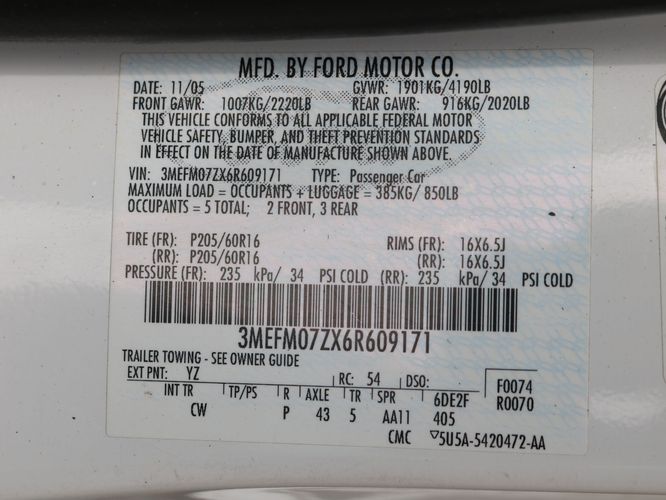 MFD. BY FORD MOTOR CO.
DATE: 11/05 GVWR: 1901KG/4190LB
FRONT GAWR: 1007KG/2220LB REAR GAWR: 916KG/2020LB
THIS VEHICLE CONFORMS TO ALL APPLICABLE FEDERAL MOTOR
VEHICLE SAFETY, BUMPER, AND THEFT PREVENTION STANDARDS
IN EFFECT ON THE DATE OF MANUFACTURE SHOWN ABOVE.
VIN: 3MEFM07ZX6R609171 TYPE: Passenger Car
MAXIMUM LOAD = OCCUPANTS + LUGGAGE = 385KG/ 850LB
OCCUPANTS = 5 TOTAL; 2 FRONT, 3 REAR
TIRE (FR): P205/60R16 RIMS (FR): 16X6.5J
(RR): P205/60R16 (RR): 16X6.5J
PRESSURE (FR): 235 kPa/ 34 PSI COLD (RR): 235 kPa/ 34 PSI COLD
3MEFM07ZX6R609171
TRAILER TOWING - SEE OWNER GUIDE
EXT PNT: YZ RC: 54 DSO: F0074
INT TR TP/PS R AXLE TR SPR 6DE2F R0070
CW P 43 5 AA11 405
CMC ▽5U5A-5420472-AA